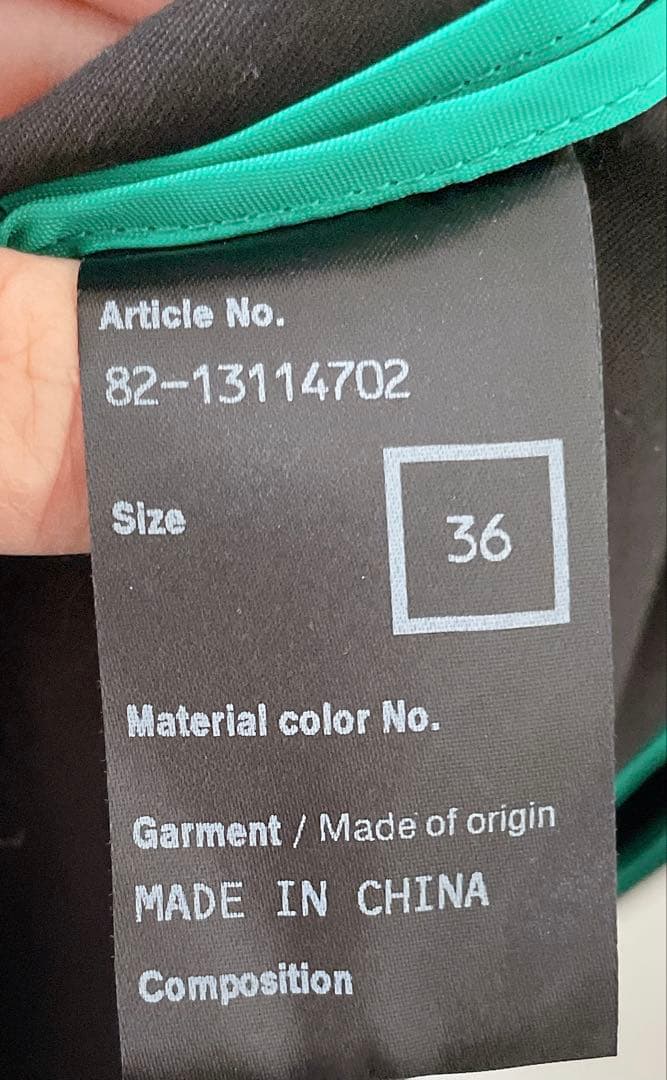 Article No.
82-13114702
Size
36
Material color No.
Garment / Made of origin
MADE IN CHINA
Composition